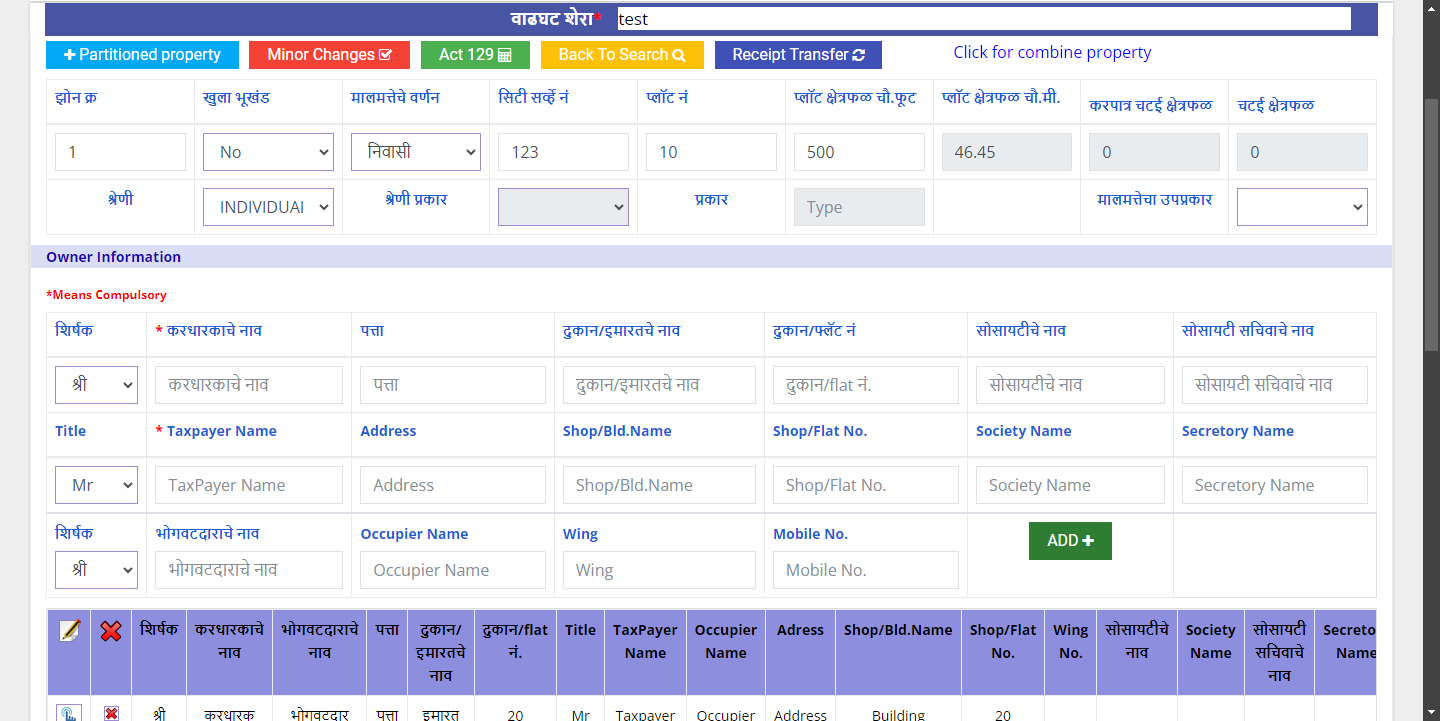 वाढघट शेरा* test
Partitioned property Minor Changes Act 129 Back To Search Receipt Transfer Click for combine property
झोन क्र खुला भूखंड मालमत्तेचे वर्णन सिटी सर्व्हे नं प्लॉट नं प्लॉट क्षेत्रफळ चौ.फूट प्लॉट क्षेत्रफळ चौ.मी. करपात्र चटई क्षेत्रफळ चटई क्षेत्रफळ
1 No निवासी 123 10 500 46.45 0 0
श्रेणी INDIVIDUAL श्रेणी प्रकार प्रकार Type मालमत्तेचा उपप्रकार
Owner Information
*Means Compulsory
शिर्षक * करधारकाचे नाव पत्ता दुकान/इमारतचे नाव दुकान/फ्लॅट नं सोसायटीचे नाव सोसायटी सचिवाचे नाव
श्री करधारकाचे नाव पत्ता दुकान/इमारतचे नाव दुकान/flat नं. सोसायटीचे नाव सोसायटी सचिवाचे नाव
Title * Taxpayer Name Address Shop/Bld.Name Shop/Flat No. Society Name Secretory Name
Mr TaxPayer Name Address Shop/Bld.Name Shop/Flat No. Society Name Secretory Name
शिर्षक भोगवटदाराचे नाव Occupier Name Wing Mobile No. ADD
श्री भोगवटदाराचे नाव Occupier Name Wing Mobile No.
शिर्षक करधारकाचे भोगवटदाराचे पत्ता दुकान/ दुकान/flat Title TaxPayer Occupier Adress Shop/Bld.Name Shop/Flat Wing सोसायटीचे Society सोसायटी Secreto
नाव नाव इमारतचे नं. Name Name No. No. नाव Name सचिवाचे Name
नाव नाव
श्री करधारक भोगवटदार पत्ता इमारत 20 Mr Taxpayer Occupier Address Building 20